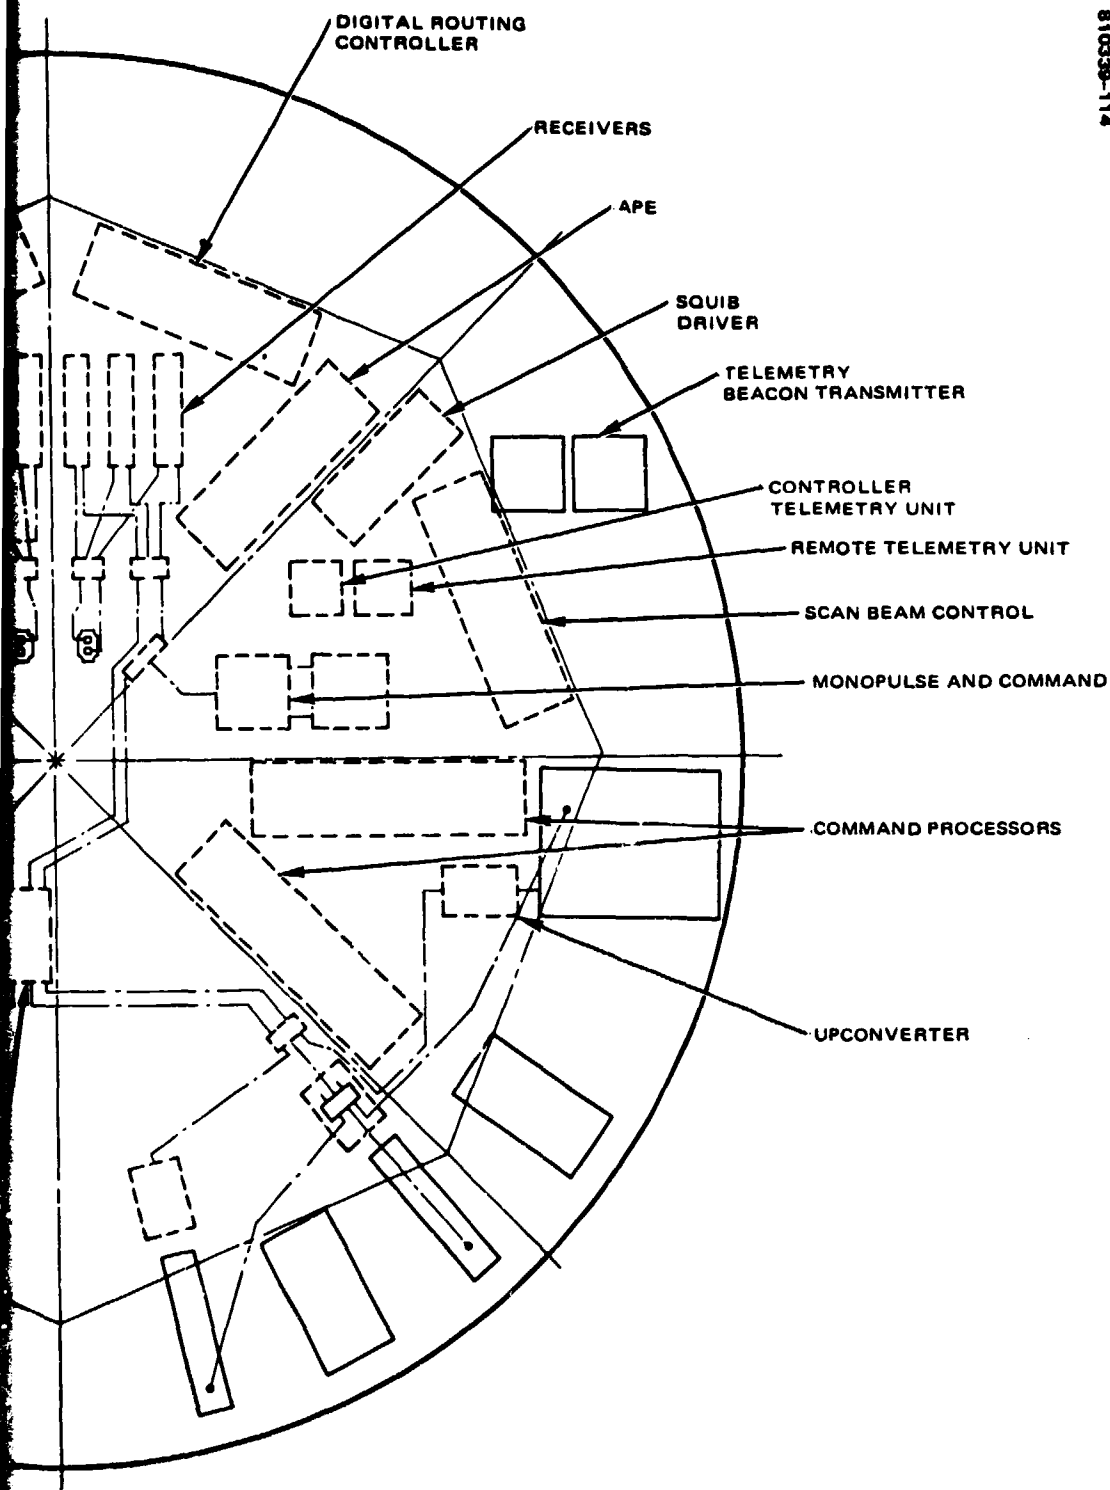 DIGITAL ROUTING
CONTROLLER
810339-114
RECEIVERS
APE
SQUIB
DRIVER
TELEMETRY
BEACON TRANSMITTER
CONTROLLER
TELEMETRY UNIT
REMOTE TELEMETRY UNIT
SCAN BEAM CONTROL
MONOPULSE AND COMMAND
COMMAND PROCESSORS
UPCONVERTER